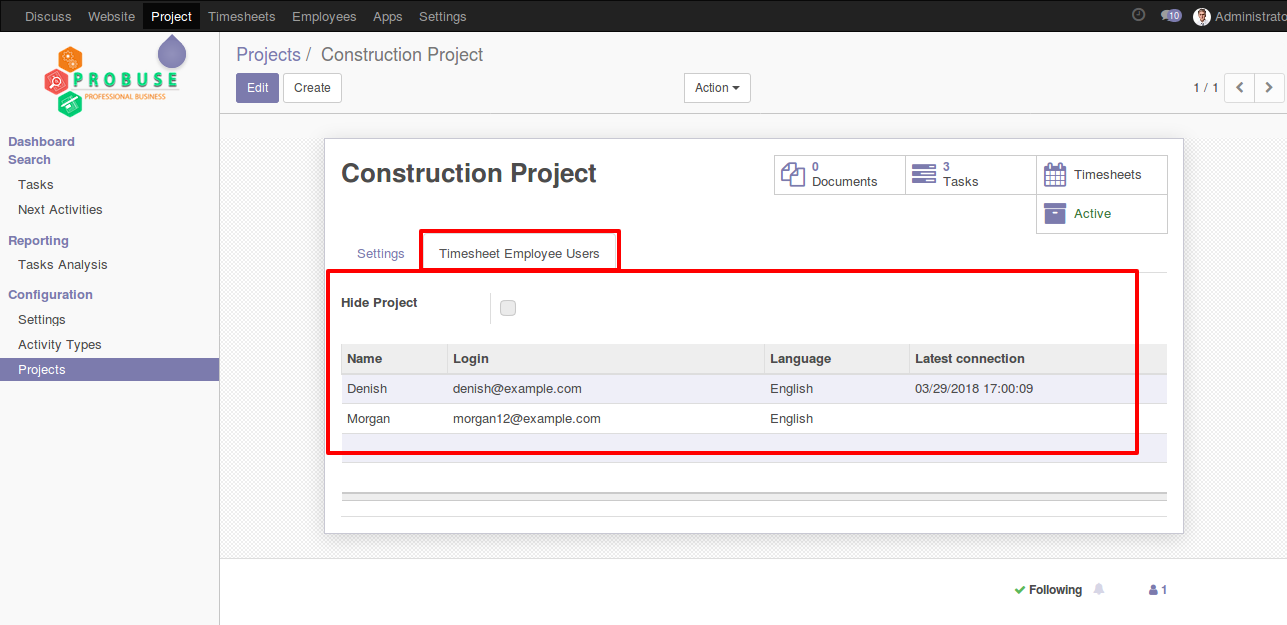 Discuss Website Project Timesheets Employees Apps Settings 10 Administrato
PROBUSE
PROFESSIONAL BUSINESS
Dashboard
Search
Tasks
Next Activities
Reporting
Tasks Analysis
Configuration
Settings
Activity Types
Projects
Projects / Construction Project
Edit Create Action 1 / 1
Construction Project
0 Documents
3 Tasks
Timesheets
Active
Settings Timesheet Employee Users
Hide Project
Name Login Language Latest connection
Denish denish@example.com English 03/29/2018 17:00:09
Morgan morgan12@example.com English
Following 1